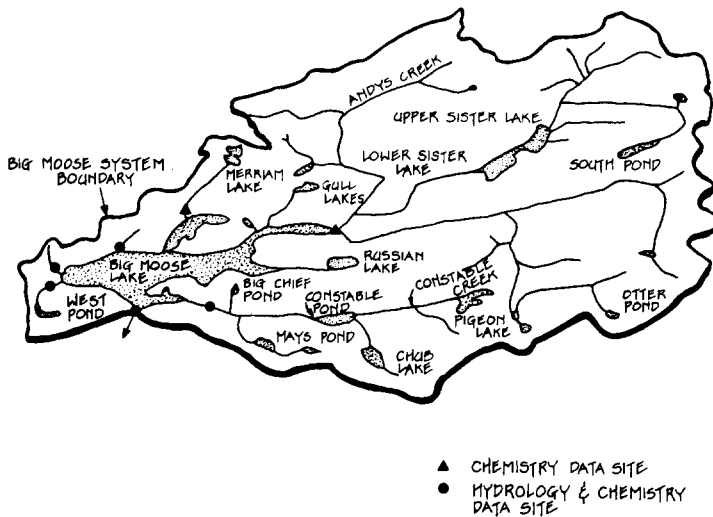 ANDYS CREEK
UPPER SISTER LAKE
LOWER SISTER
LAKE
SOUTH POND
BIG MOOSE SYSTEM
BOUNDARY
MERRIAM
LAKE
GULL
LAKES
BIG MOOSE
LAKE
RUSSIAN
LAKE
BIG CHIEF
POND
CONSTABLE
POND
CONSTABLE
CREEK
WEST
POND
MAYS POND
PIGEON
LAKE
OTTER
POND
CHUB
LAKE
▲ CHEMISTRY DATA SITE
● HYDROLOGY & CHEMISTRY
DATA SITE